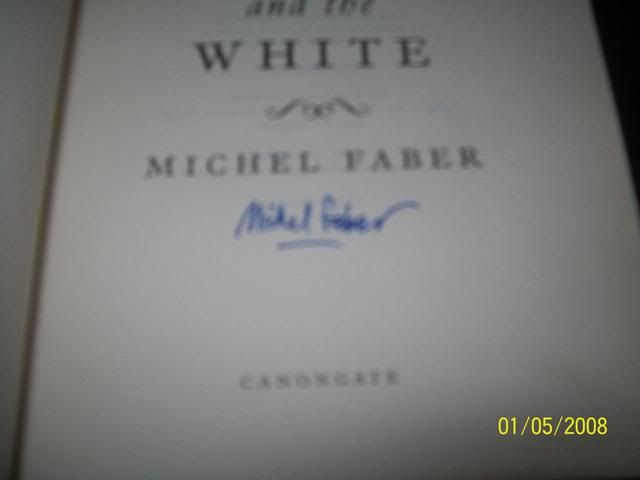 and the
WHITE
MICHEL FABER
Michel Faber
CANONGATE
01/05/2008